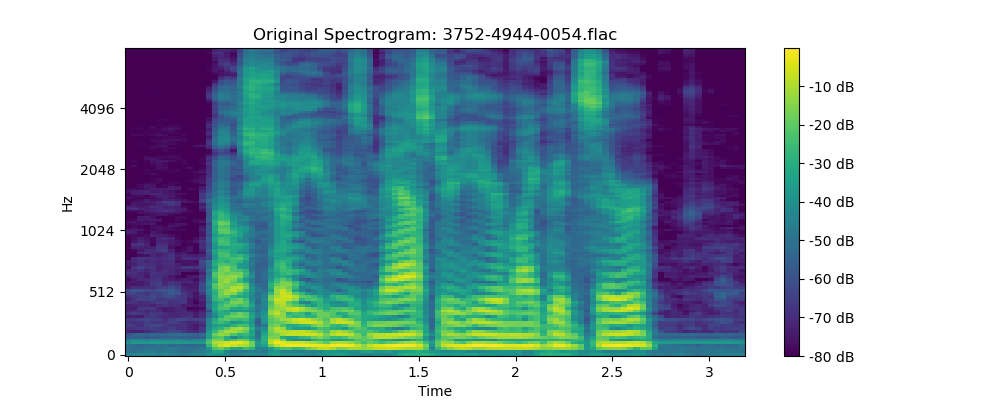 Original Spectrogram: 3752-4944-0054.flac
Hz
4096
2048
1024
512
0
0
0.5
1
1.5
2
2.5
3
Time
-10 dB
-20 dB
-30 dB
-40 dB
-50 dB
-60 dB
-70 dB
-80 dB